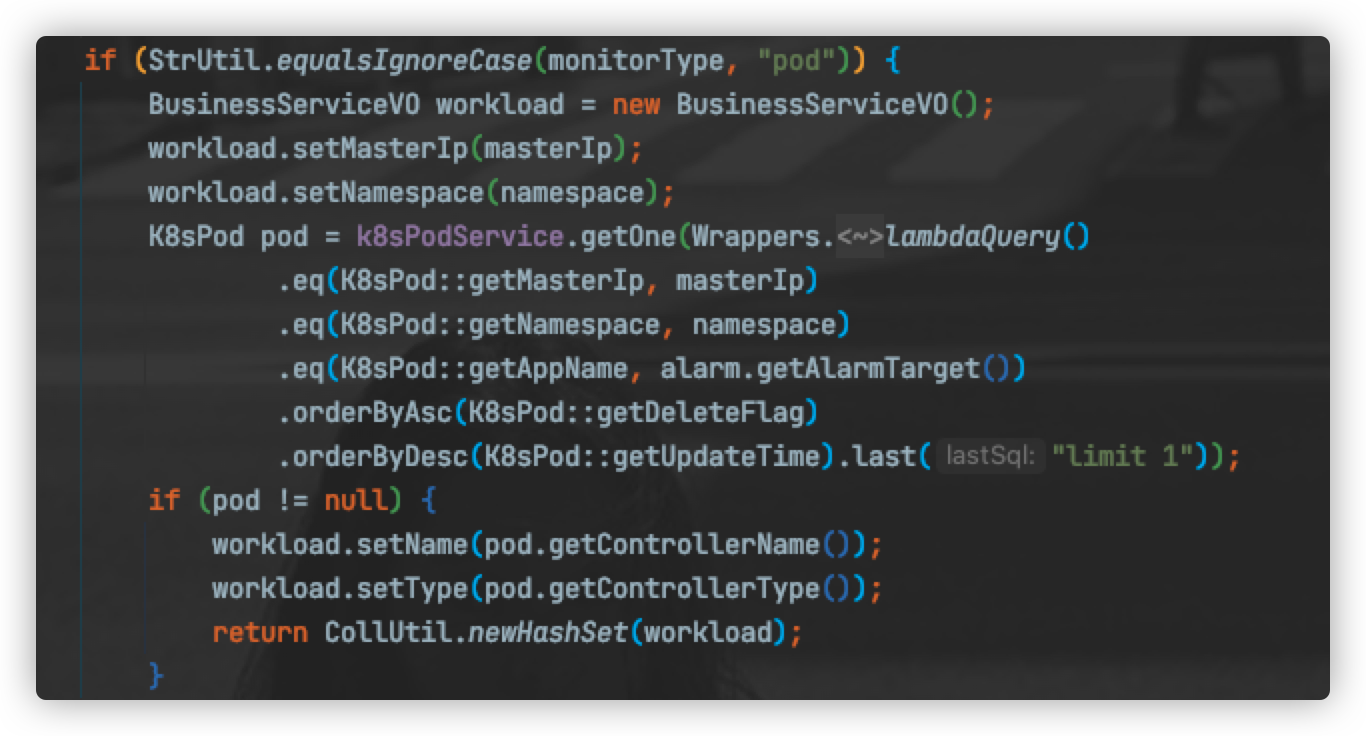 if (StrUtil.equalsIgnoreCase(monitorType, "pod")) {
BusinessServiceVO workload = new BusinessServiceVO();
workload.setMasterIp(masterIp);
workload.setNamespace(namespace);
K8sPod pod = k8sPodService.getOne(Wrappers.<~>lambdaQuery()
.eq(K8sPod::getMasterIp, masterIp)
.eq(K8sPod::getNamespace, namespace)
.eq(K8sPod::getAppName, alarm.getAlarmTarget())
.orderByAsc(K8sPod::getDeleteFlag)
.orderByDesc(K8sPod::getUpdateTime).last( lastSql: "limit 1"));
if (pod != null) {
workload.setName(pod.getControllerName());
workload.setType(pod.getControllerType());
return CollUtil.newHashSet(workload);
}